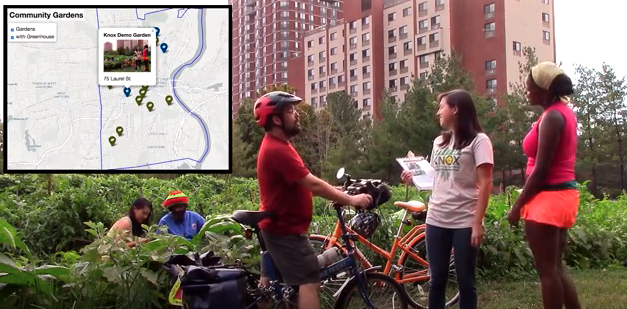 Community Gardens
Gardens
with Greenhouse
Knox Demo Garden
75 Laurel St
KNOX